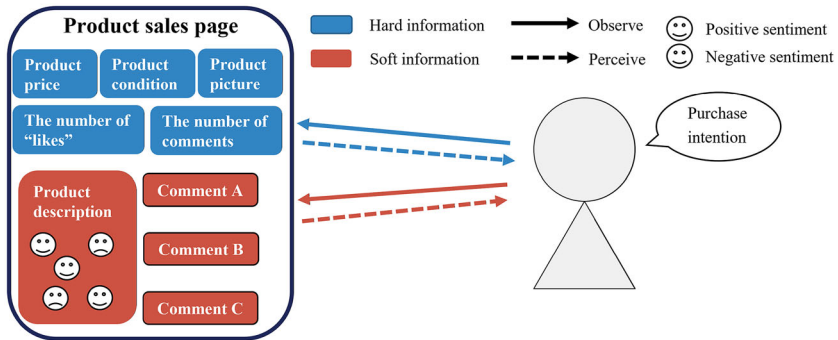 Product sales page
Product
price
Product
condition
Product
picture
The number of
“likes”
The number of
comments
Product
description
Comment A
Comment B
Comment C
Hard information
Soft information
Observe
Perceive
Positive sentiment
Negative sentiment
Purchase
intention